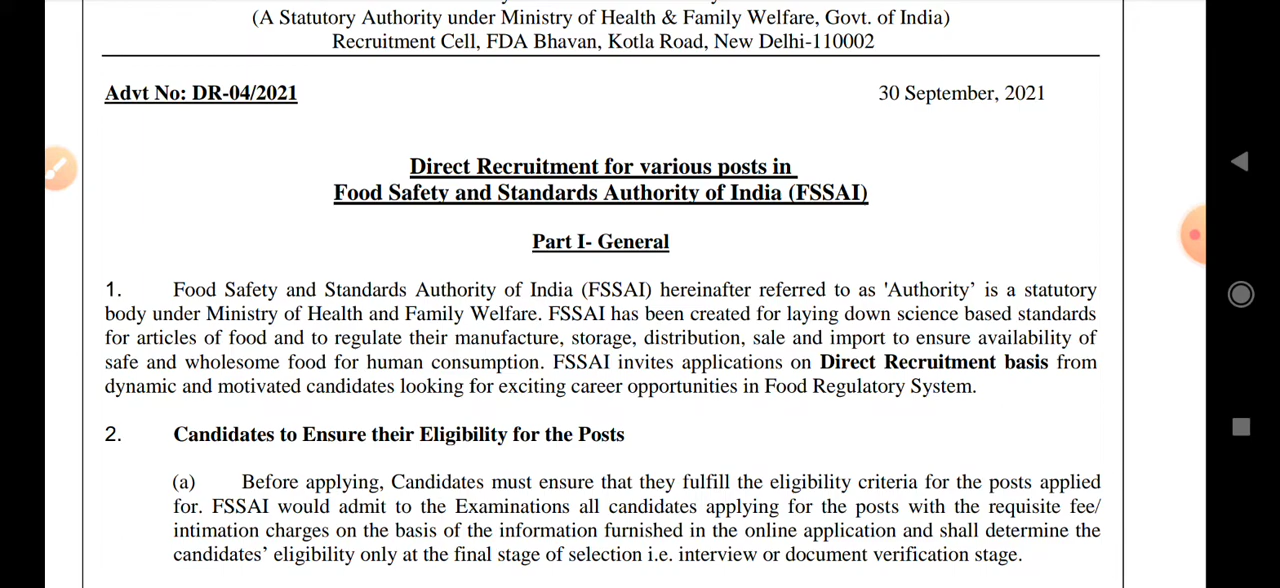 (A Statutory Authority under Ministry of Health & Family Welfare, Govt. of India)
Recruitment Cell, FDA Bhavan, Kotla Road, New Delhi-110002
Advt No: DR-04/2021
30 September, 2021
Direct Recruitment for various posts in
Food Safety and Standards Authority of India (FSSAI)
Part I- General
1. Food Safety and Standards Authority of India (FSSAI) hereinafter referred to as 'Authority’ is a statutory
body under Ministry of Health and Family Welfare. FSSAI has been created for laying down science based standards
for articles of food and to regulate their manufacture, storage, distribution, sale and import to ensure availability of
safe and wholesome food for human consumption. FSSAI invites applications on Direct Recruitment basis from
dynamic and motivated candidates looking for exciting career opportunities in Food Regulatory System.
2. Candidates to Ensure their Eligibility for the Posts
(a) Before applying, Candidates must ensure that they fulfill the eligibility criteria for the posts applied
for. FSSAI would admit to the Examinations all candidates applying for the posts with the requisite fee/
intimation charges on the basis of the information furnished in the online application and shall determine the
candidates’ eligibility only at the final stage of selection i.e. interview or document verification stage.